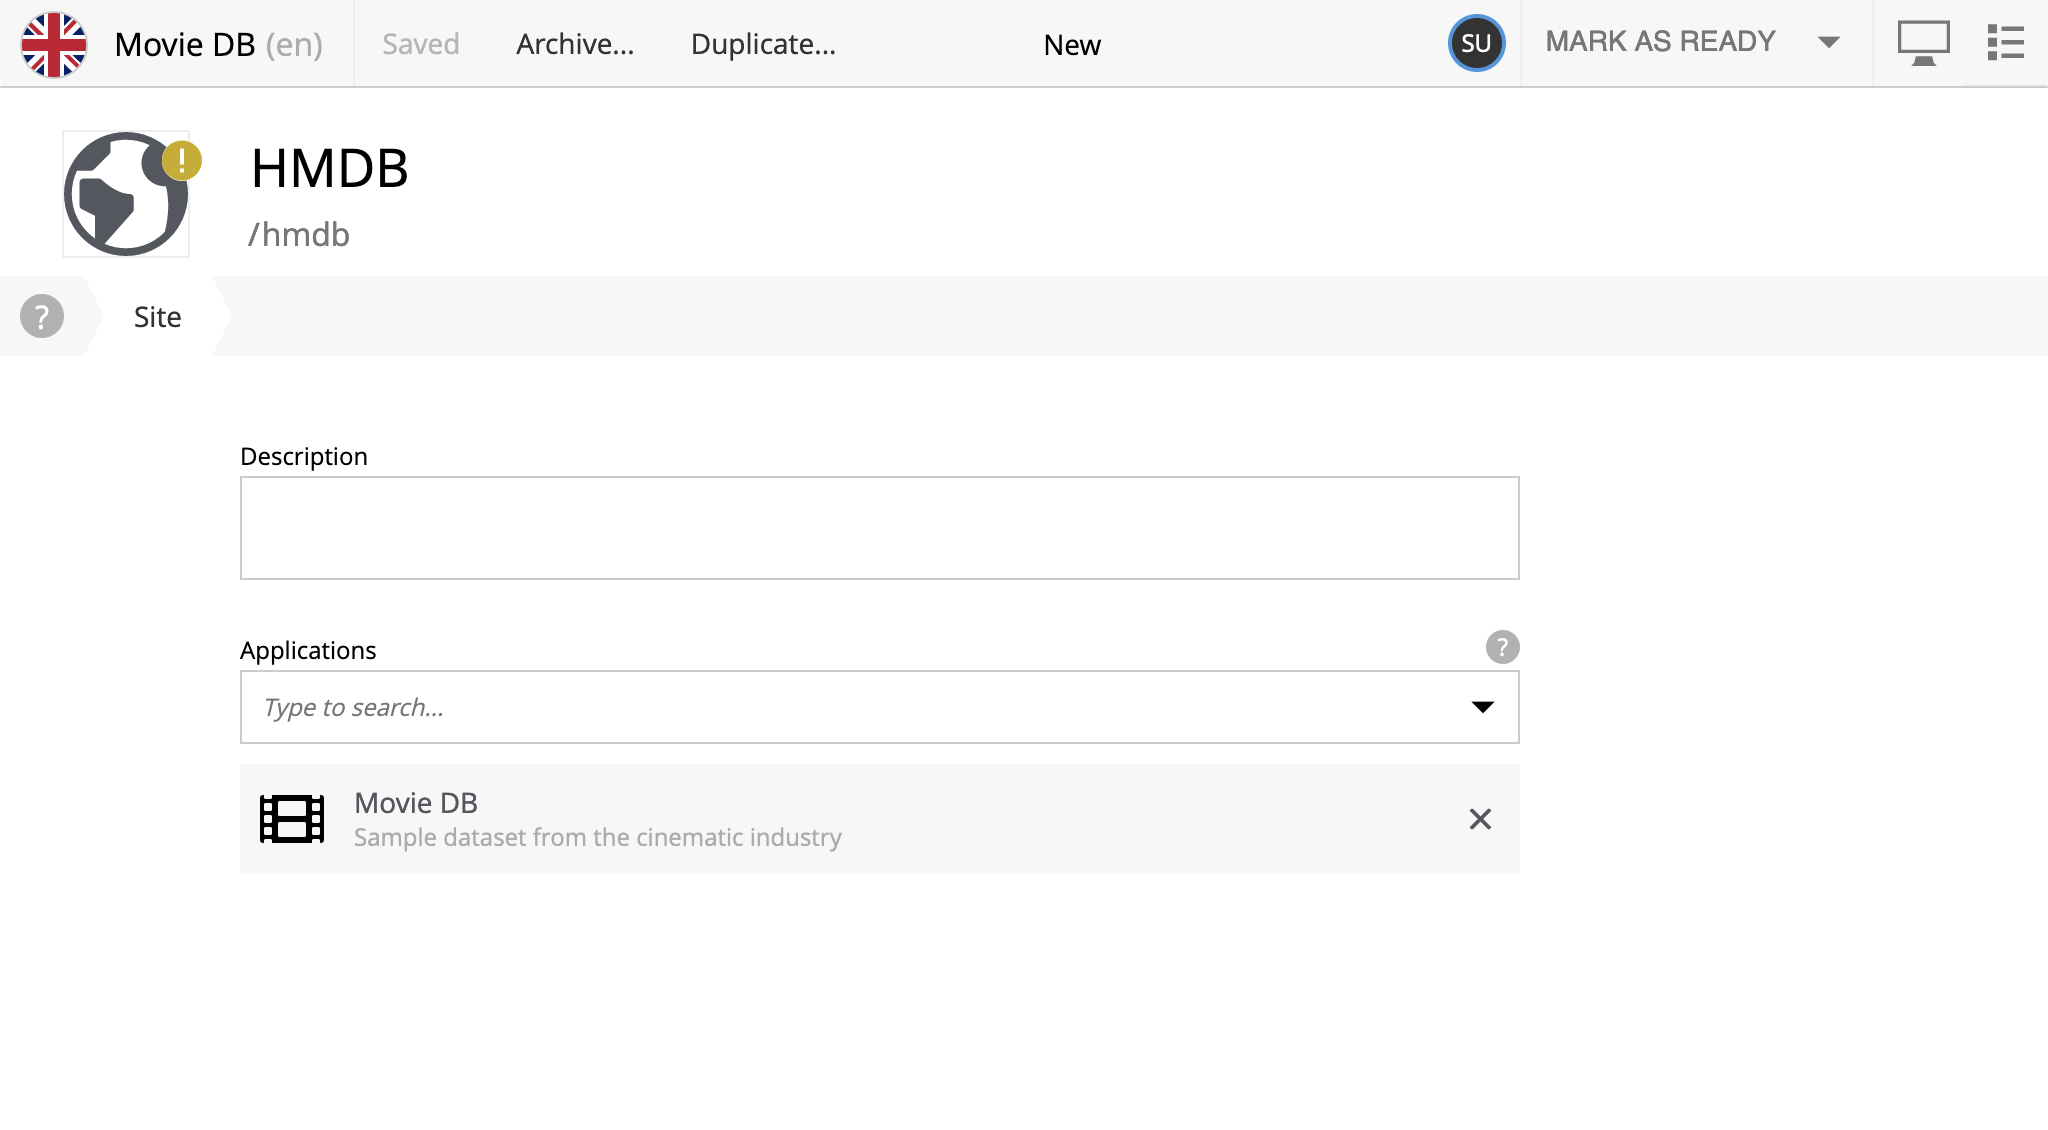 Movie DB (en) Saved Archive... Duplicate... New SU MARK AS READY
!
HMDB
/hmdb
? Site
Description
Applications ?
Type to search...
Movie DB
Sample dataset from the cinematic industry